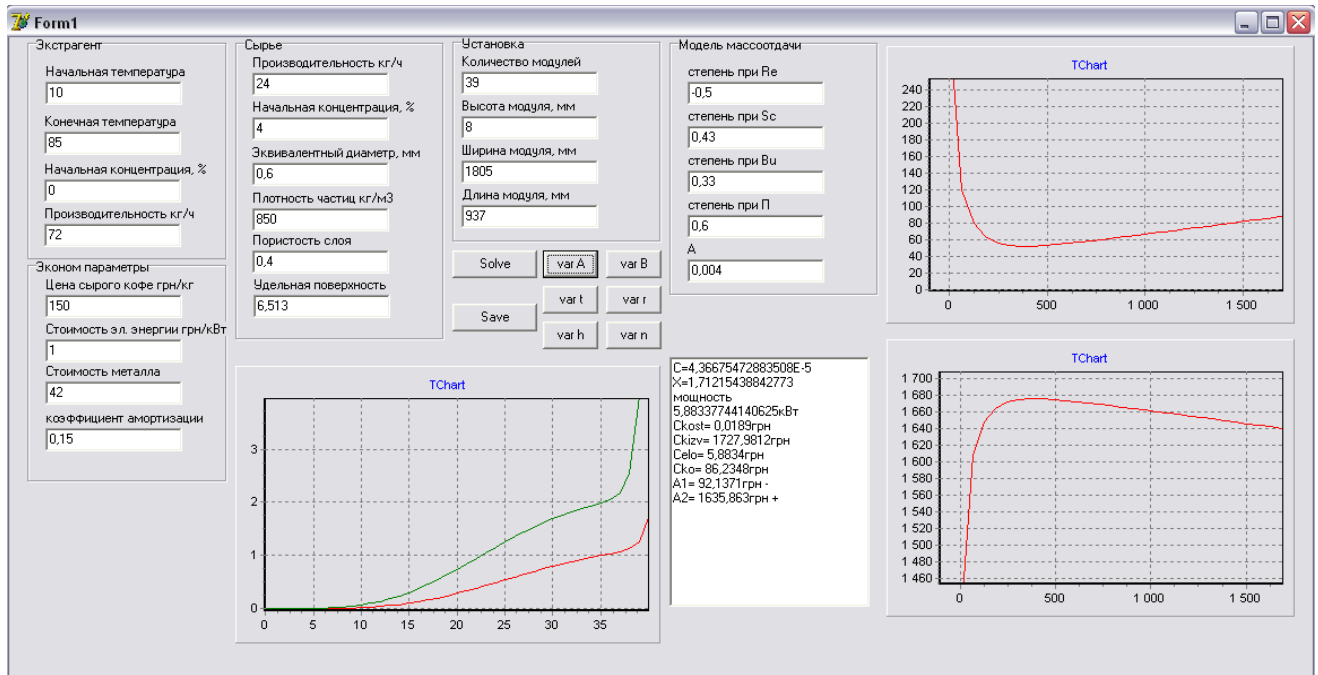 Form1
Экстрагент
Начальная температура
10
Конечная температура
85
Начальная концентрация, %
0
Производительность кг/ч
72
Эконом параметры
Цена сырого кофе грн/кг
150
Стоимость эл. энергии грн/кВт
1
Стоимость металла
42
коэффициент амортизации
0,15
Сырье
Производительность кг/ч
24
Начальная концентрация, %
4
Эквивалентный диаметр, мм
0,6
Плотность частиц кг/м3
850
Пористость слоя
0,4
Удельная поверхность
6,513
Установка
Количество модулей
39
Высота модуля, мм
8
Ширина модуля, мм
1805
Длина модуля, мм
937
Solve var A var B
var t var r
Save
var h var n
Модель массоотдачи
степень при Re
-0,5
степень при Sc
0,43
степень при Bu
0,33
степень при П
0,6
A
0,004
TChart
3
2
1
0
0 5 10 15 20 25 30 35
C=4,36675472883508E-5
X=1,71215438842773
мощность
5,88337744140625кВт
Ckost= 0,0189грн
Ckizv= 1727,9812грн
Celo= 5,8834грн
Cko= 86,2348грн
A1= 92,1371грн -
A2= 1635,863грн +
TChart
240
220
200
180
160
140
120
100
80
60
40
20
0
0 500 1 000 1 500
TChart
1 700
1 680
1 660
1 640
1 620
1 600
1 580
1 560
1 540
1 520
1 500
1 480
1 460
0 500 1 000 1 500